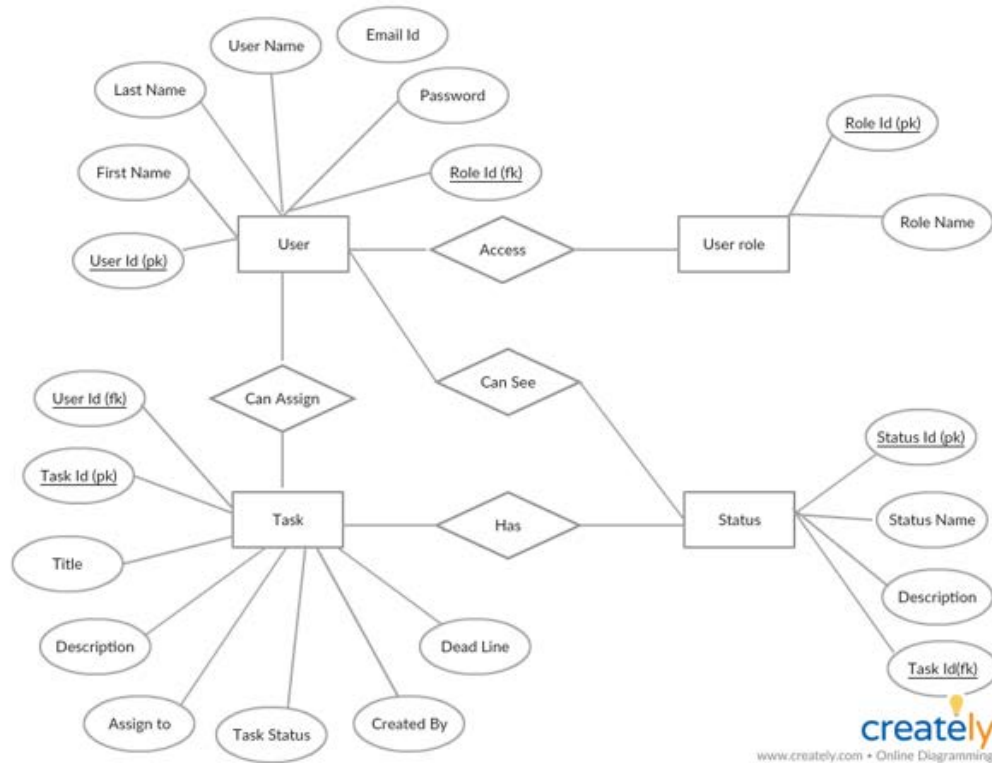 User Name
Email Id
Last Name
Password
Role Id (pk)
First Name
Role Id (fk)
Role Name
User
Access
User role
User Id (pk)
Can See
User Id (fk)
Can Assign
Status Id (pk)
Task Id (pk)
Task
Has
Status
Status Name
Title
Description
Description
Dead Line
Task Id(fk)
Assign to
Task Status
Created By
creately
www.creately.com • Online Diagramming